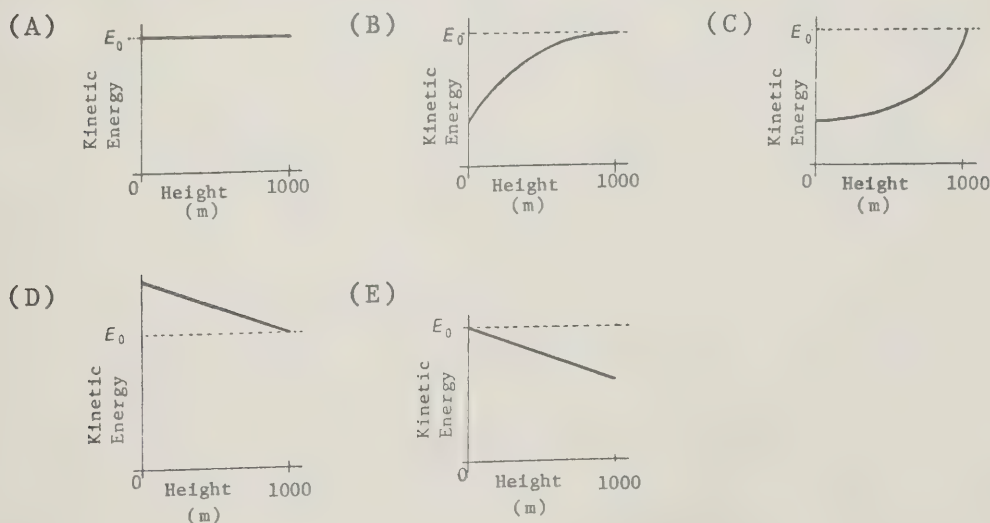 (A)
E₀
Kinetic
Energy
0
Height
(m)
1000
(B)
E₀
Kinetic
Energy
0
Height
(m)
1000
(C)
E₀
Kinetic
Energy
0
Height
(m)
1000
(D)
E₀
Kinetic
Energy
0
Height
(m)
1000
(E)
E₀
Kinetic
Energy
0
Height
(m)
1000